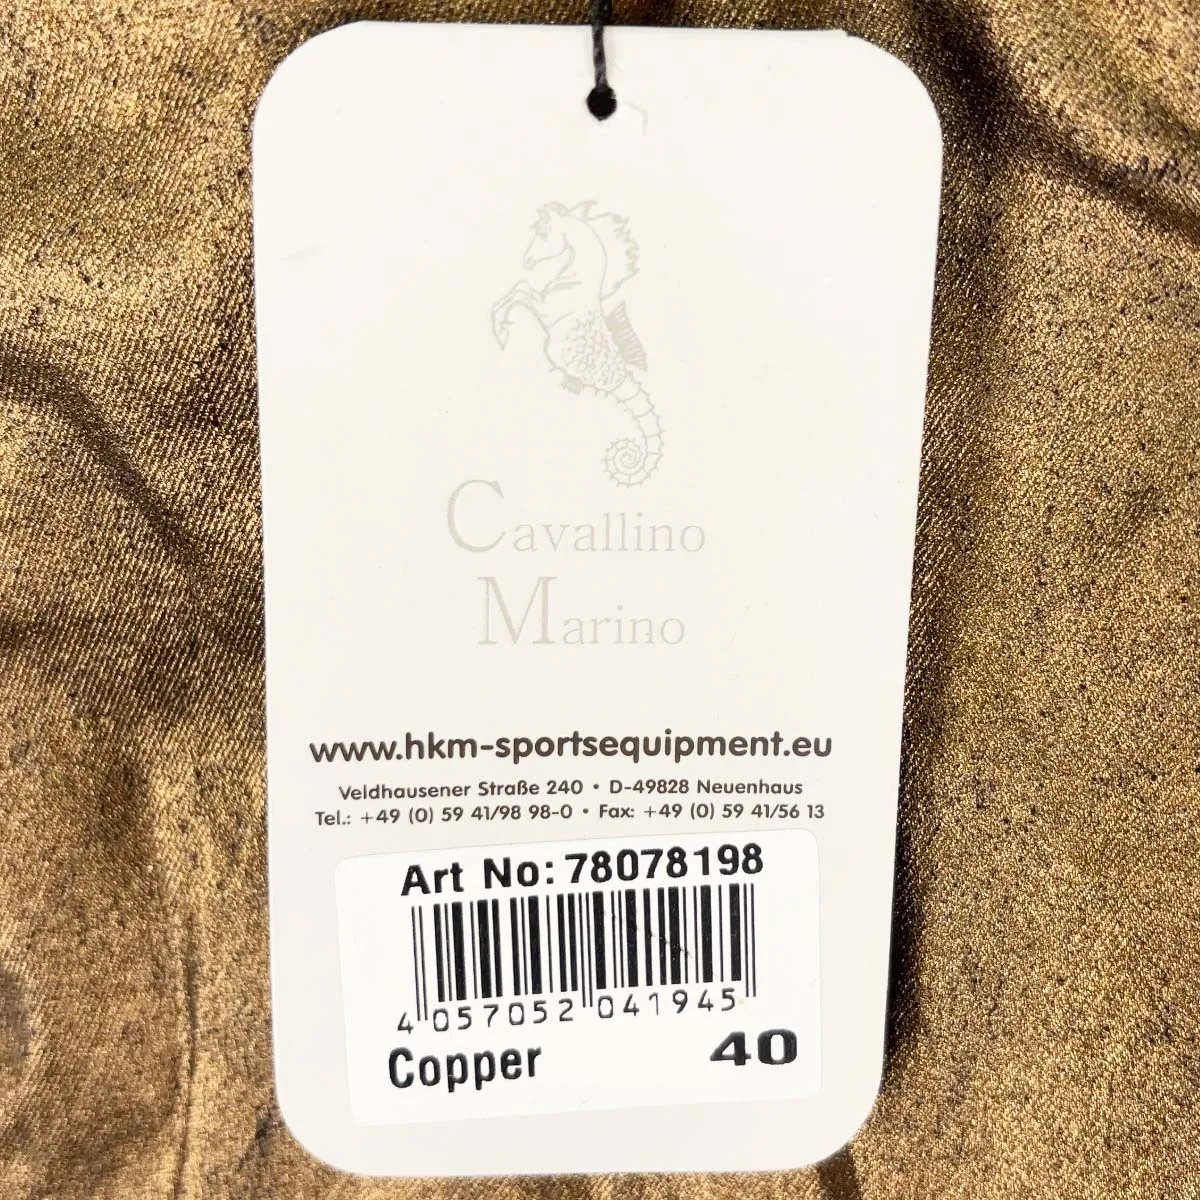 Cavallino
Marino
www.hkm-sportsequipment.eu
Veldhausener Straße 240 • D-49828 Neuenhaus
Tel.: +49 (0) 59 41/98 98-0 • Fax: +49 (0) 59 41/56 13
Art No: 78078198
4 057052 041945
Copper 40